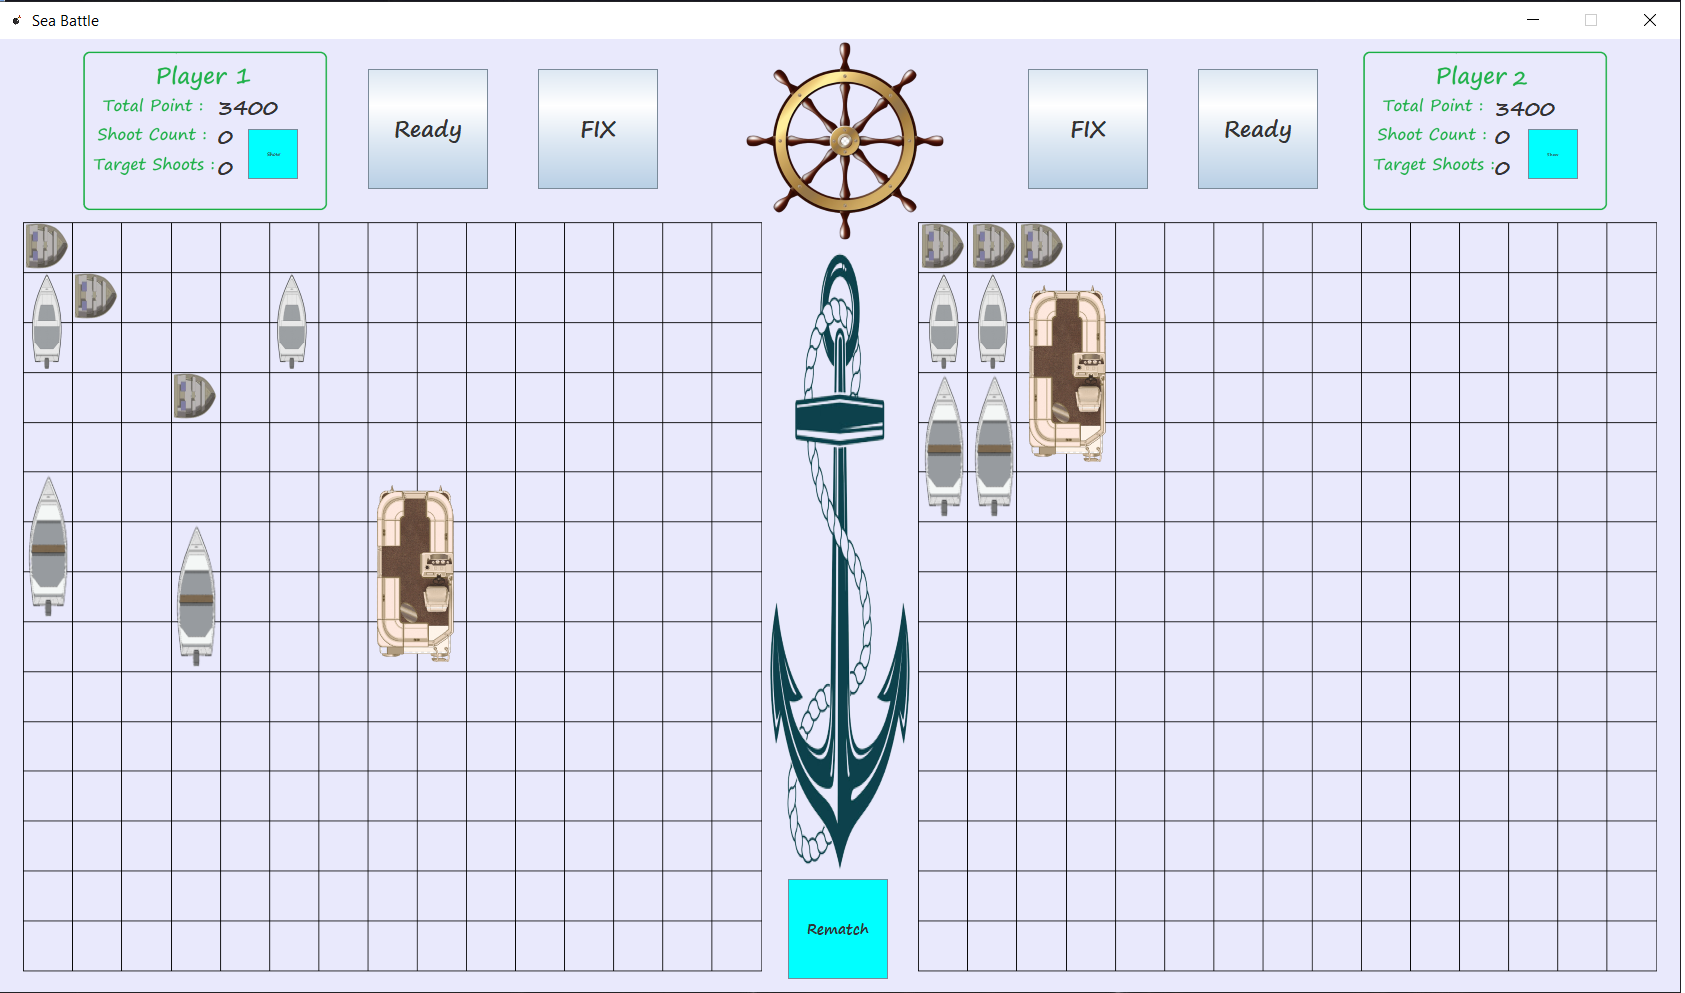 Sea Battle
Player 1
Total Point : 3400
Shoot Count : 0
Target Shoots : 0
Show
Ready
FIX
FIX
Ready
Player 2
Total Point : 3400
Shoot Count : 0
Target Shoots : 0
Rematch